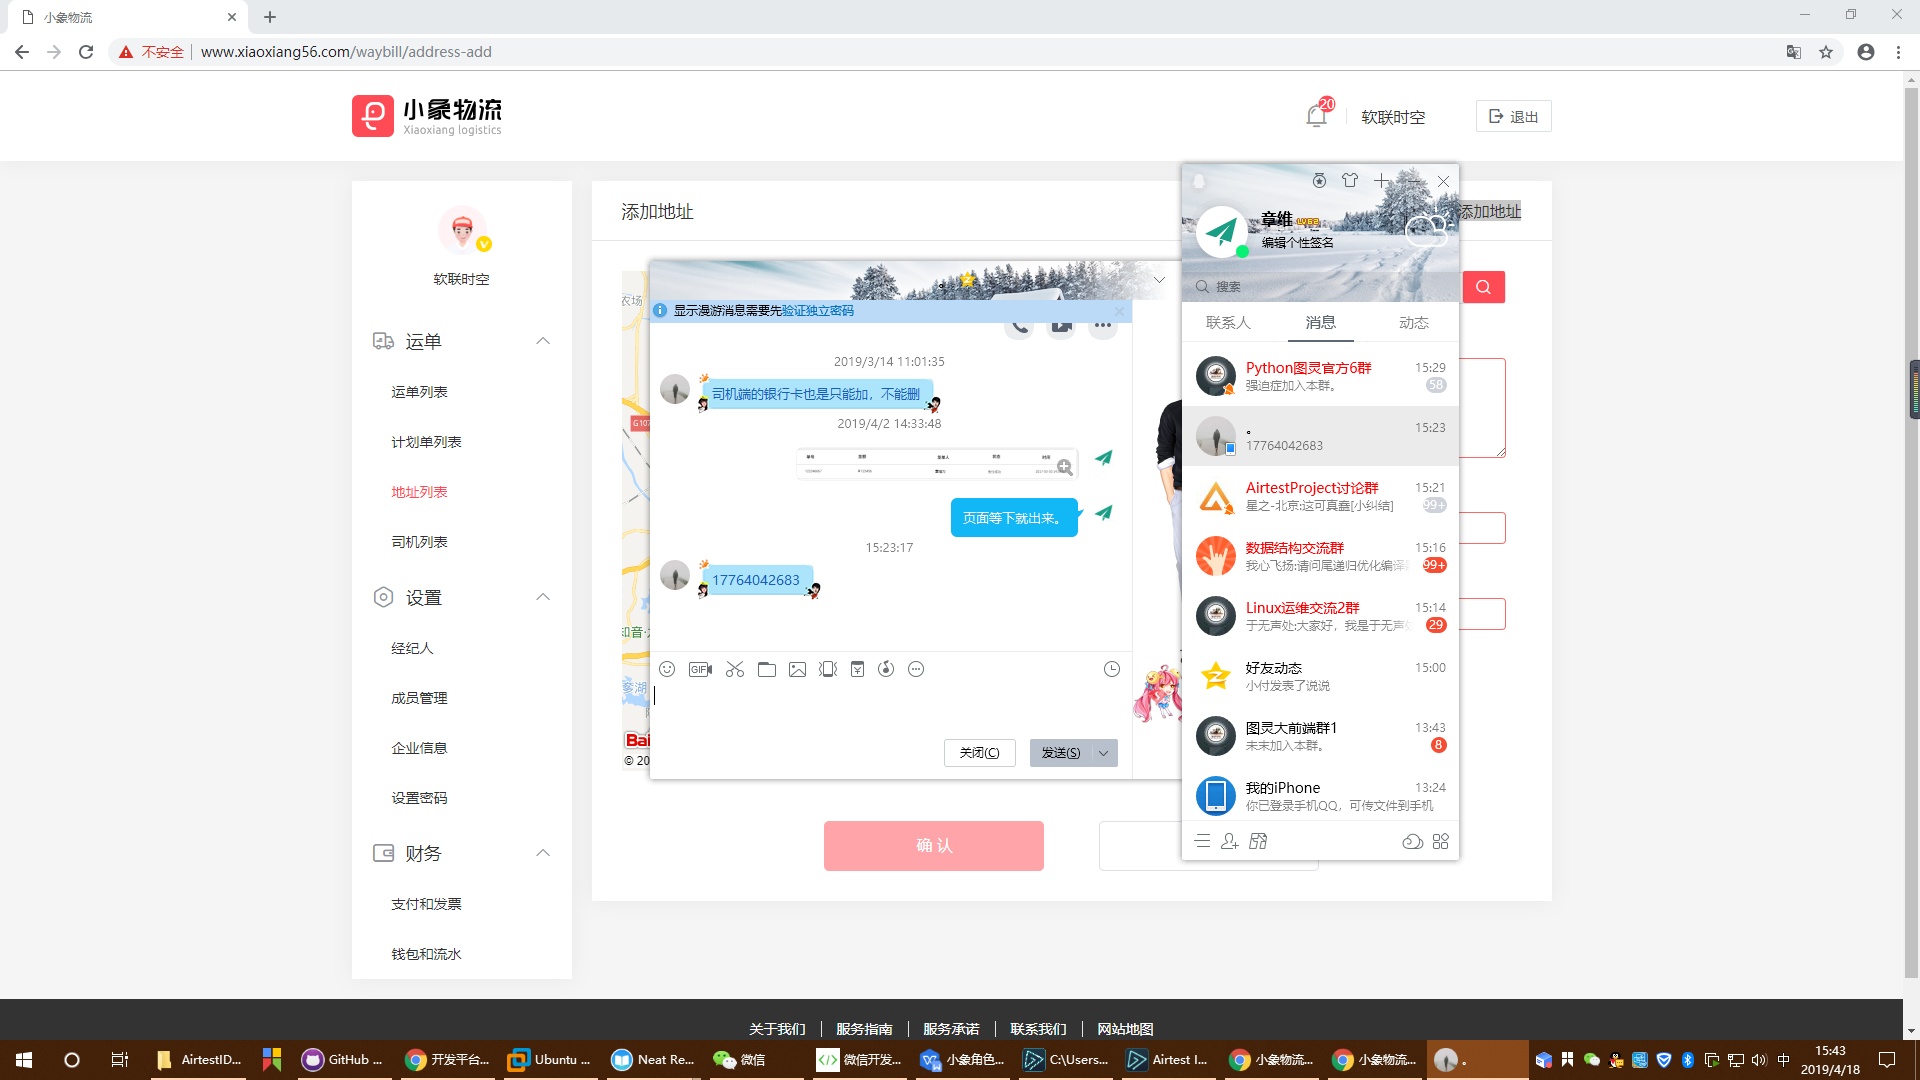 小象物流
不安全
www.xiaoxiang56.com/waybill/address-add
小象物流
Xiaoxiang logistics
20
软联时空
退出
软联时空
运单
运单列表
计划单列表
地址列表
司机列表
设置
经纪人
成员管理
企业信息
设置密码
财务
支付和发票
钱包和流水
添加地址
添加地址
农场
G107
显示漫游消息需要先验证独立密码
2019/3/14 11:01:35
司机端的银行卡也是只能加，不能删
2019/4/2 14:33:48
页面等下就出来。
15:23:17
17764042683
GIF
关闭(C)
发送(S)
Bai
© 20
确 认
章维
编辑个性签名
搜索
联系人
消息
动态
Python图灵官方6群
15:29
强迫症加入本群。
58
。
15:23
17764042683
AirtestProject讨论群
15:21
星之-北京:这可真蠢[小纠结]
99+
数据结构交流群
15:16
我心飞扬:请问尾递归优化编译
99+
Linux运维交流2群
15:14
于无声处:大家好，我是于无声处
29
好友动态
15:00
小付发表了说说
图灵大前端群1
13:43
未未加入本群。
8
我的iPhone
13:24
你已登录手机QQ，可传文件到手机
关于我们
服务指南
服务承诺
联系我们
网站地图
AirtestID...
GitHub ...
开发平台...
Ubuntu ...
Neat Re...
微信
微信开发...
小象角色...
C:\Users...
Airtest I...
小象物流...
小象物流...
。
中
15:43
2019/4/18